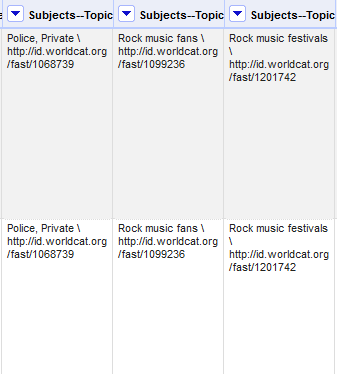 Subjects--Topic Subjects--Topic Subjects--Topic
Police, Private \
http://id.worldcat.org
/fast/1068739
Rock music fans \
http://id.worldcat.org
/fast/1099236
Rock music festivals
\
http://id.worldcat.org
/fast/1201742
Police, Private \
http://id.worldcat.org
/fast/1068739
Rock music fans \
http://id.worldcat.org
/fast/1099236
Rock music festivals
\
http://id.worldcat.org
/fast/1201742